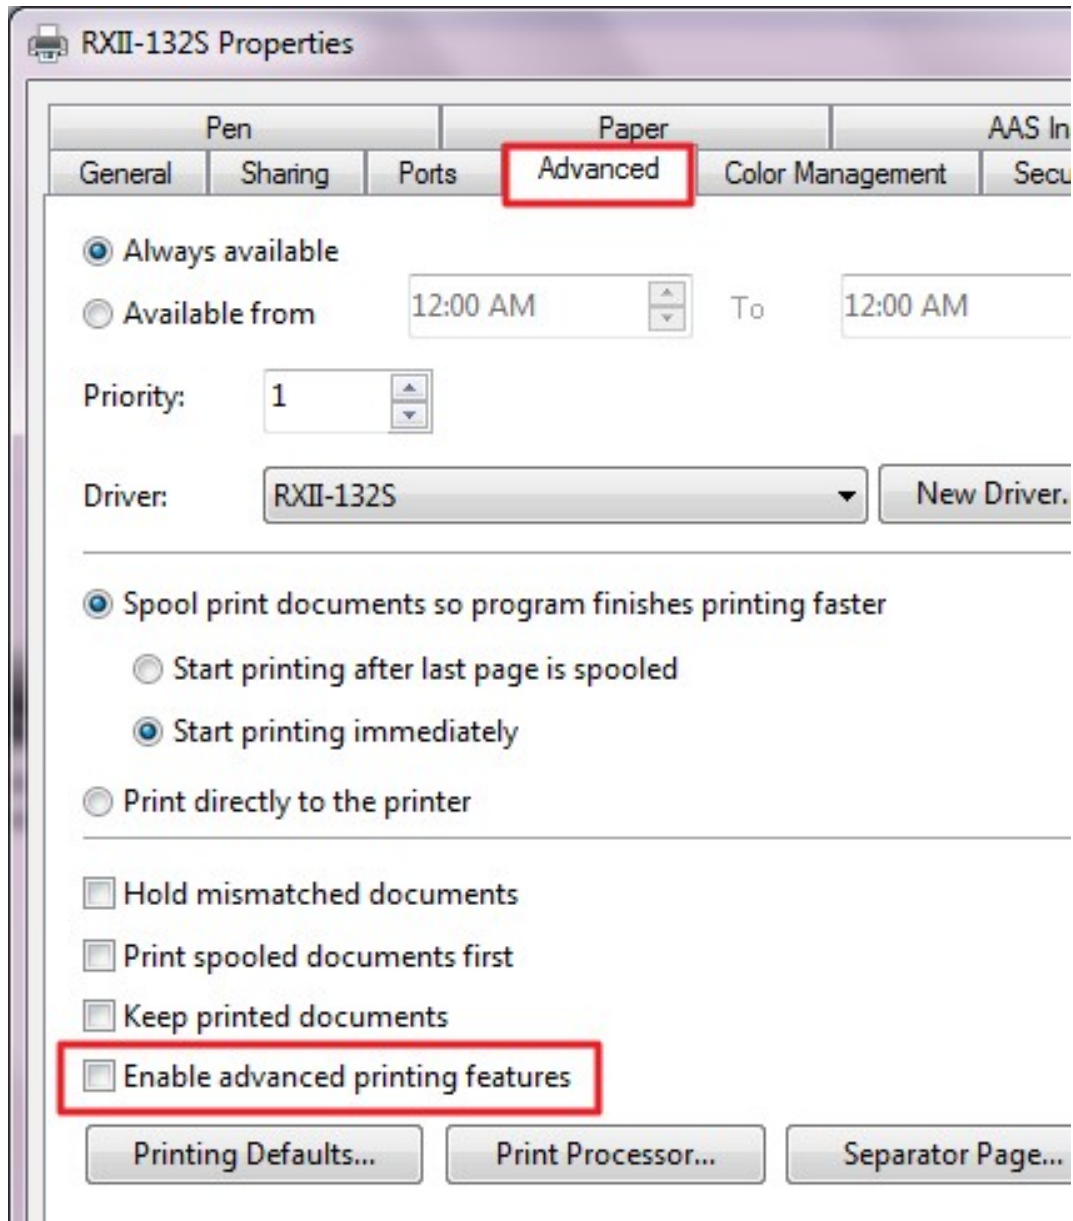 RXII-132S Properties
Pen Paper AAS In
General Sharing Ports Advanced Color Management Secu
Always available
Available from 12:00 AM To 12:00 AM
Priority: 1
Driver: RXII-132S New Driver.
Spool print documents so program finishes printing faster
Start printing after last page is spooled
Start printing immediately
Print directly to the printer
Hold mismatched documents
Print spooled documents first
Keep printed documents
Enable advanced printing features
Printing Defaults... Print Processor... Separator Page...